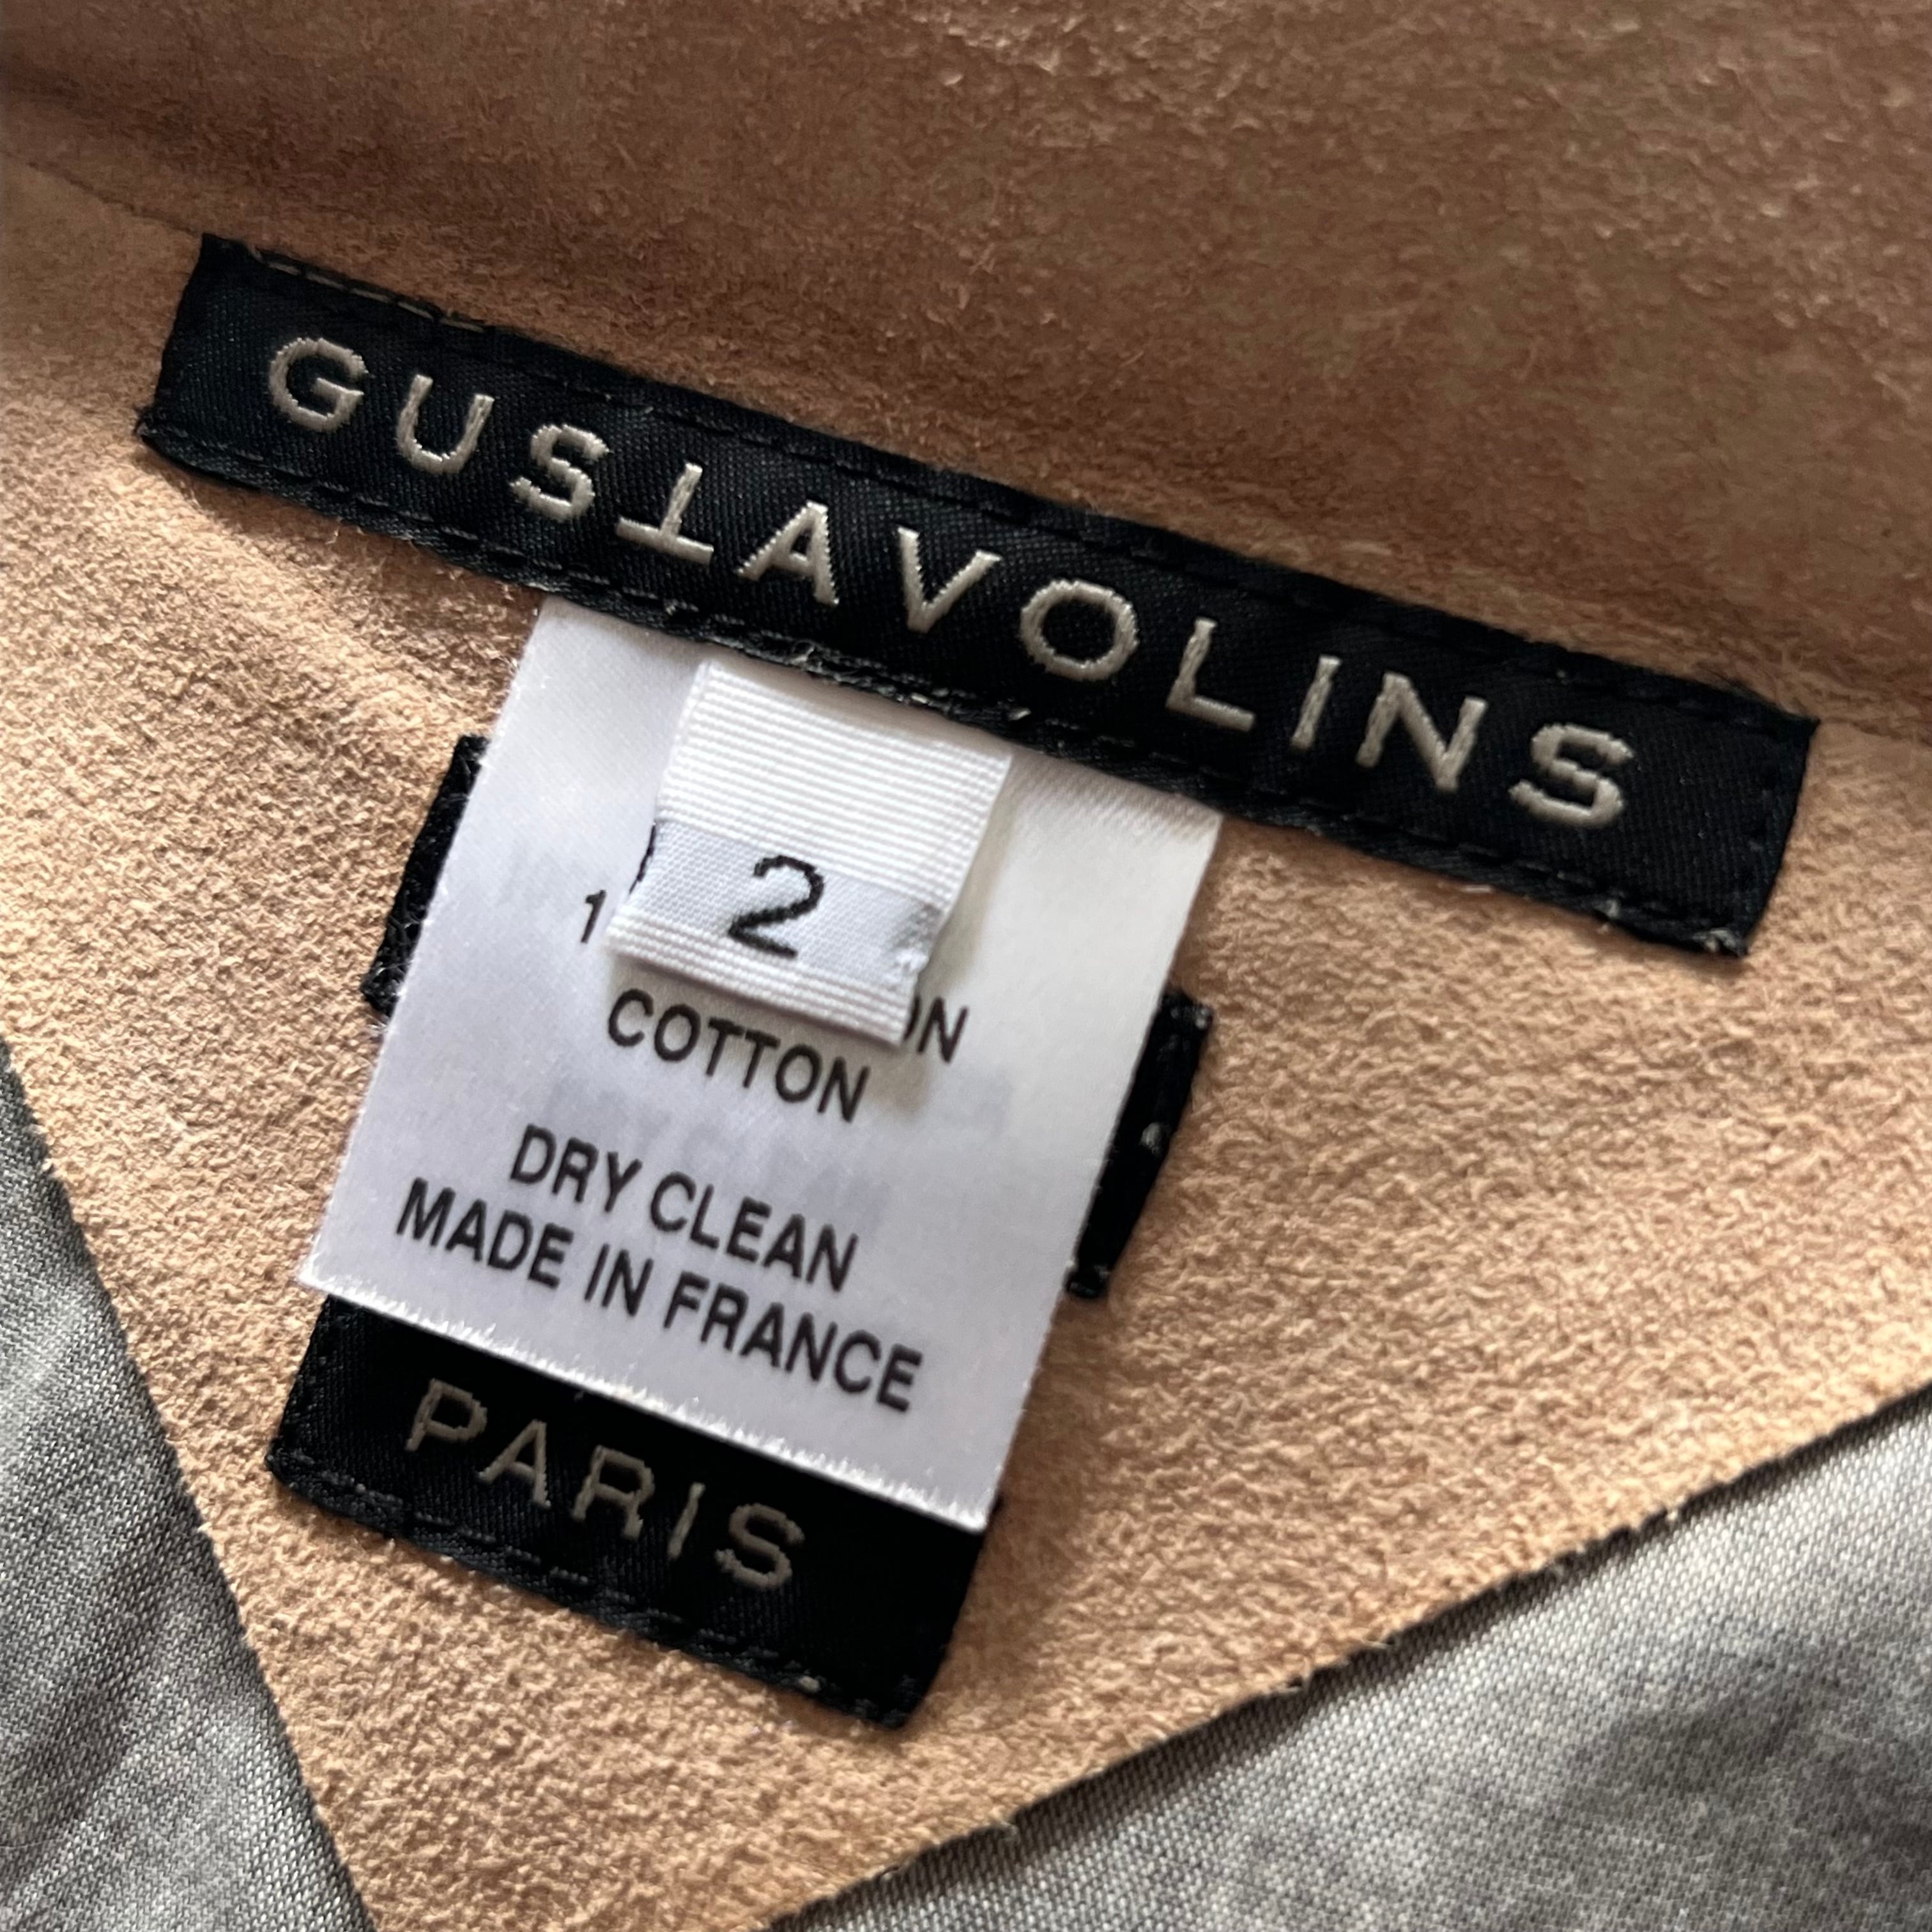 GUSTAVOLINS
2
COTTON
DRY CLEAN
MADE IN FRANCE
PARIS